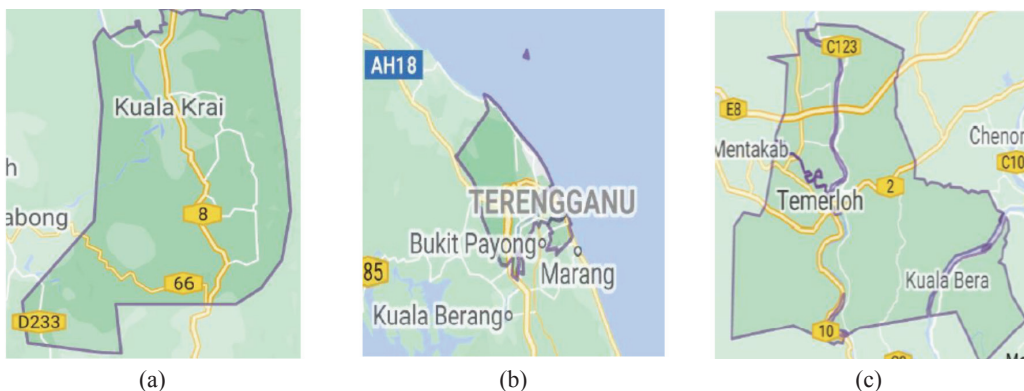 Kuala Krai
h
abong
8
66
D233
AH18
TERENGGANU
Bukit Payong
Marang
85
Kuala Berang
C123
E8
Mentakab
Chenor
C10
2
Temerloh
Kuala Bera
10
(a)
(b)
(c)